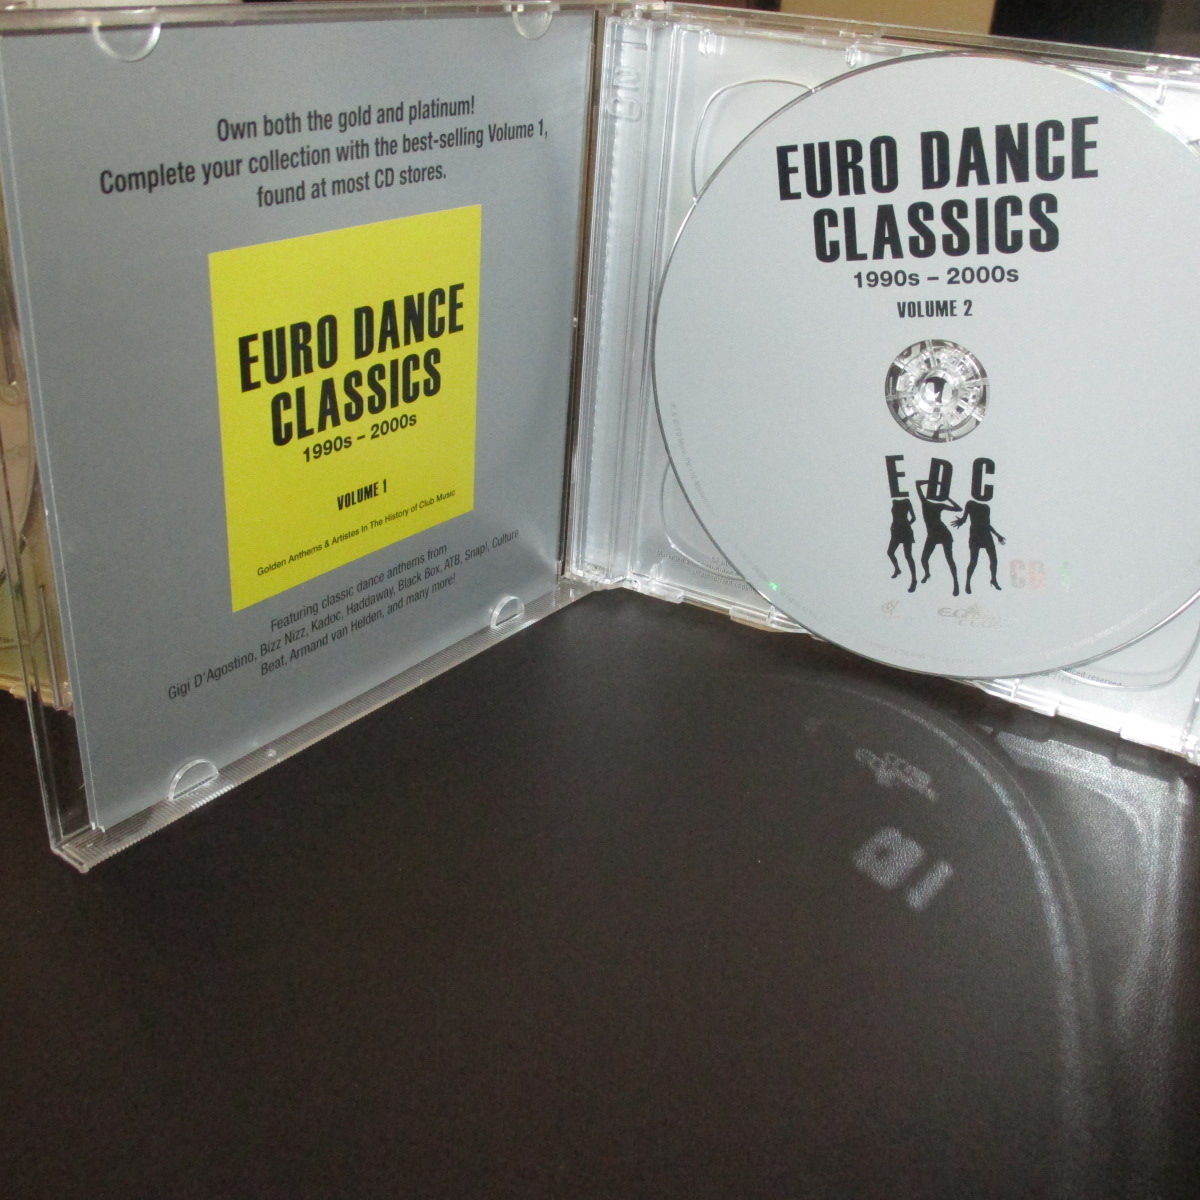 Own both the gold and platinum!
Complete your collection with the best-selling Volume 1,
found at most CD stores.
EURO DANCE
CLASSICS
1990s – 2000s
VOLUME 1
Golden Anthems & Artistes In The History of Club Music
Featuring classic dance anthems from
Gigi D'Agostino, Bizz Nizz, Kadoc, Haddaway, Black Box, ATB, Snap!, Culture
Beat, Armand van Helden, and many more!
EURO DANCE
CLASSICS
1990s – 2000s
VOLUME 2
EDC